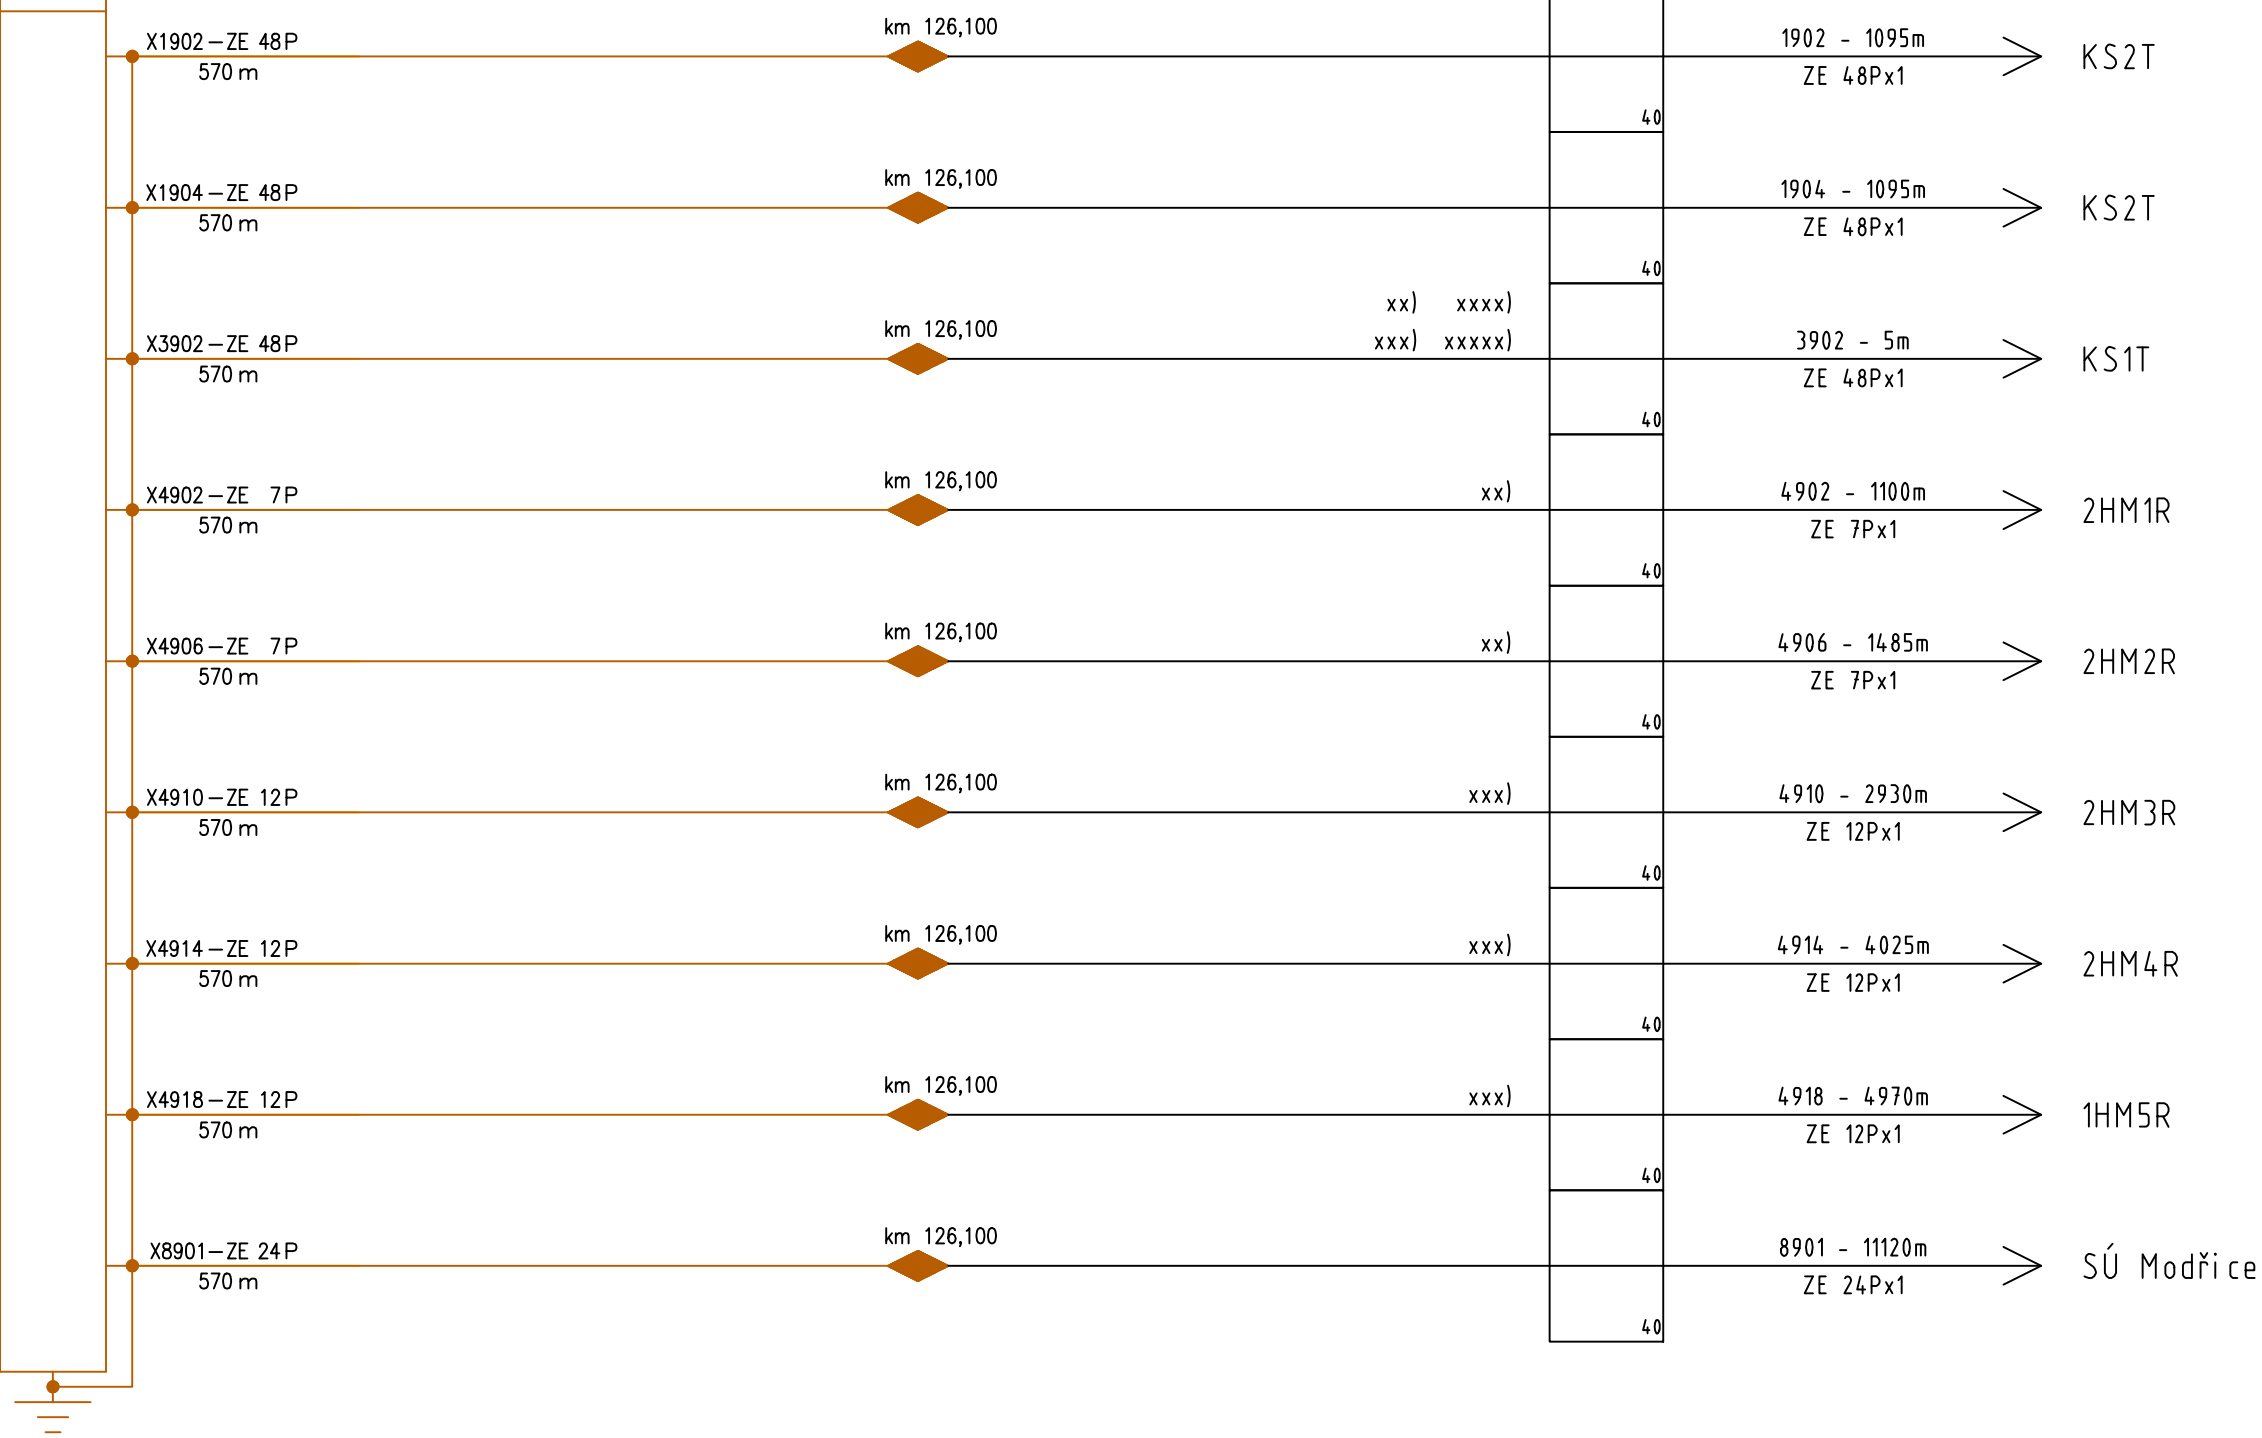 X1902-ZE 48P km 126,100 1902 - 1095m KS2T
570 m ZE 48Px1
40
X1904-ZE 48P km 126,100 1904 - 1095m KS2T
570 m ZE 48Px1
40
xx) xxxx)
X3902-ZE 48P km 126,100 xxx) xxxxx) 3902 - 5m KS1T
570 m ZE 48Px1
40
X4902-ZE 7P km 126,100 xx) 4902 - 1100m 2HM1R
570 m ZE 7Px1
40
X4906-ZE 7P km 126,100 xx) 4906 - 1485m 2HM2R
570 m ZE 7Px1
40
X4910-ZE 12P km 126,100 xxx) 4910 - 2930m 2HM3R
570 m ZE 12Px1
40
X4914-ZE 12P km 126,100 xxx) 4914 - 4025m 2HM4R
570 m ZE 12Px1
40
X4918-ZE 12P km 126,100 xxx) 4918 - 4970m 1HM5R
570 m ZE 12Px1
40
X8901-ZE 24P km 126,100 8901 - 11120m SÚ Modřice
570 m ZE 24Px1
40